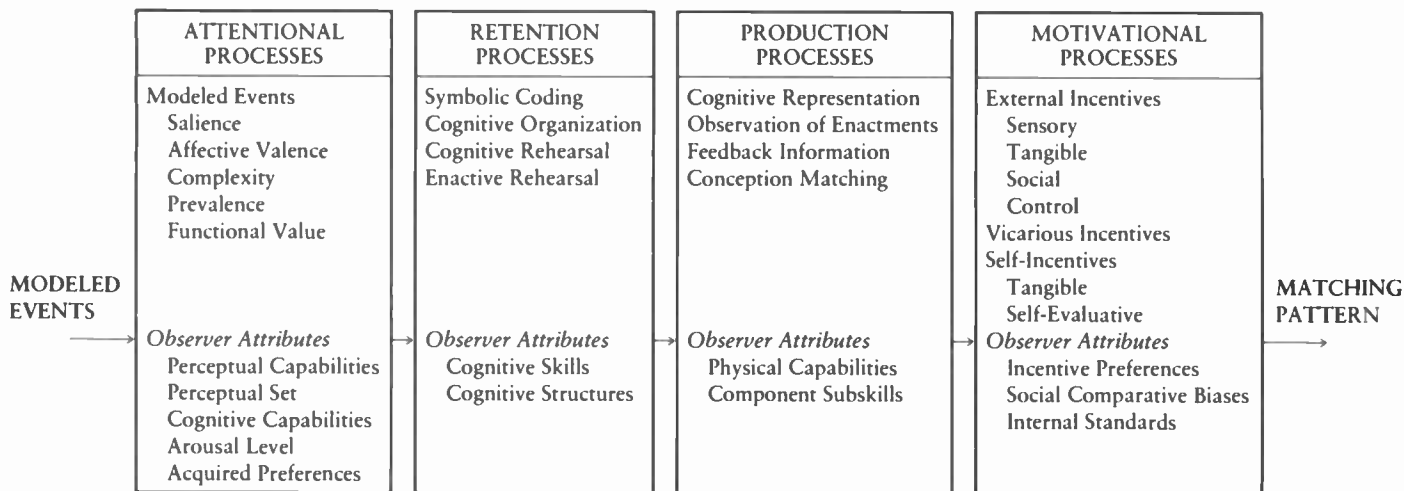 MODELED
EVENTS
ATTENTIONAL
PROCESSES
Modeled Events
Salience
Affective Valence
Complexity
Prevalence
Functional Value
Observer Attributes
Perceptual Capabilities
Perceptual Set
Cognitive Capabilities
Arousal Level
Acquired Preferences
RETENTION
PROCESSES
Symbolic Coding
Cognitive Organization
Cognitive Rehearsal
Enactive Rehearsal
Observer Attributes
Cognitive Skills
Cognitive Structures
PRODUCTION
PROCESSES
Cognitive Representation
Observation of Enactments
Feedback Information
Conception Matching
Observer Attributes
Physical Capabilities
Component Subskills
MOTIVATIONAL
PROCESSES
External Incentives
Sensory
Tangible
Social
Control
Vicarious Incentives
Self-Incentives
Tangible
Self-Evaluative
Observer Attributes
Incentive Preferences
Social Comparative Biases
Internal Standards
MATCHING
PATTERN